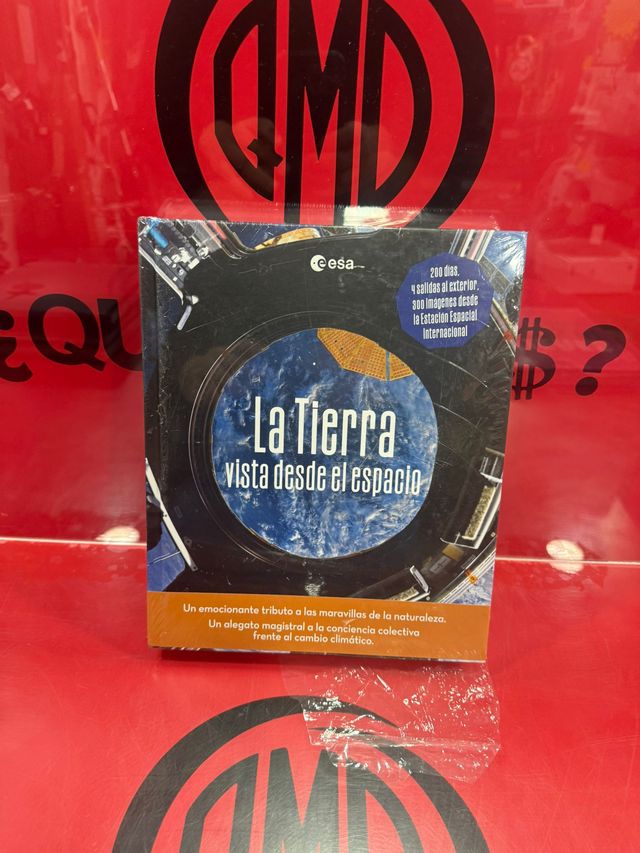 QMD
¿QU
$?
esa
200 días.
4 salidas al exterior.
300 imágenes desde
la Estación Espacial
Internacional
La Tierra
vista desde el espacio
Un emocionante tributo a las maravillas de la naturaleza.
Un alegato magistral a la conciencia colectiva
frente al cambio climático.
QMD